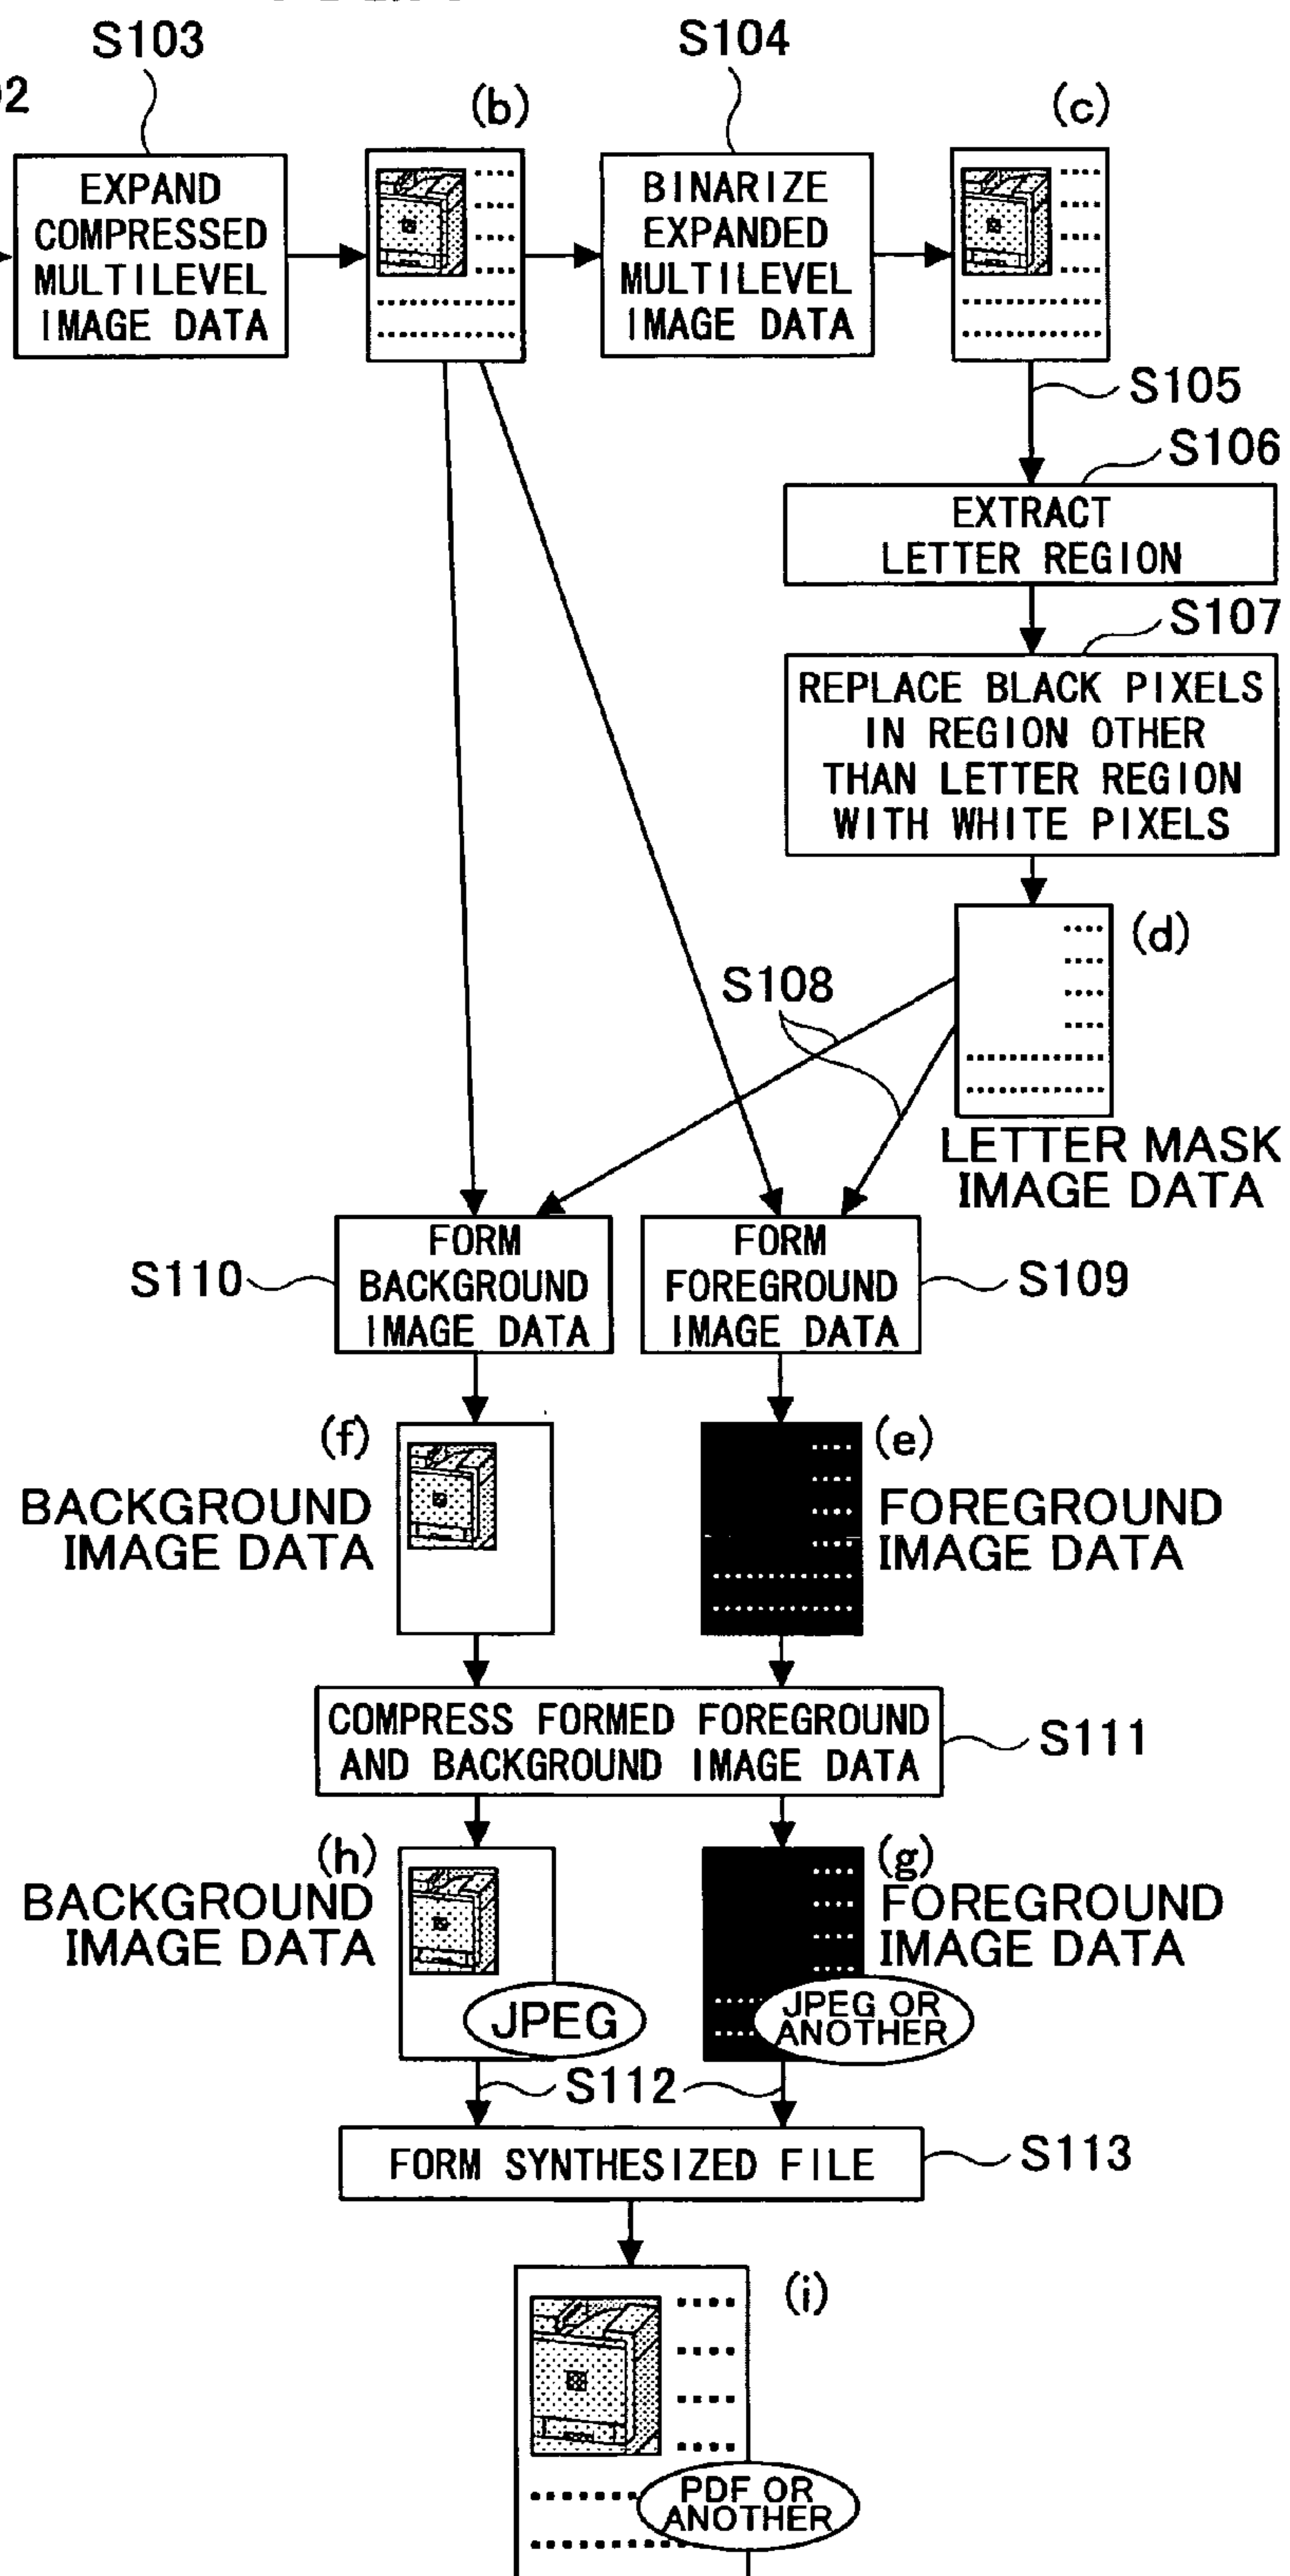 S103
S104
(b)
(c)
EXPAND
COMPRESSED
MULTILEVEL
IMAGE DATA
BINARIZE
EXPANDED
MULTILEVEL
IMAGE DATA
S105
S106
EXTRACT
LETTER REGION
S107
REPLACE BLACK PIXELS
IN REGION OTHER
THAN LETTER REGION
WITH WHITE PIXELS
(d)
S108
LETTER MASK
IMAGE DATA
S110
FORM
BACKGROUND
IMAGE DATA
FORM
FOREGROUND
IMAGE DATA
S109
(f)
BACKGROUND
IMAGE DATA
(e)
FOREGROUND
IMAGE DATA
COMPRESS FORMED FOREGROUND
AND BACKGROUND IMAGE DATA
S111
(h)
BACKGROUND
IMAGE DATA
JPEG
(g)
FOREGROUND
IMAGE DATA
JPEG OR
ANOTHER
S112
FORM SYNTHESIZED FILE
S113
(i)
PDF OR
ANOTHER